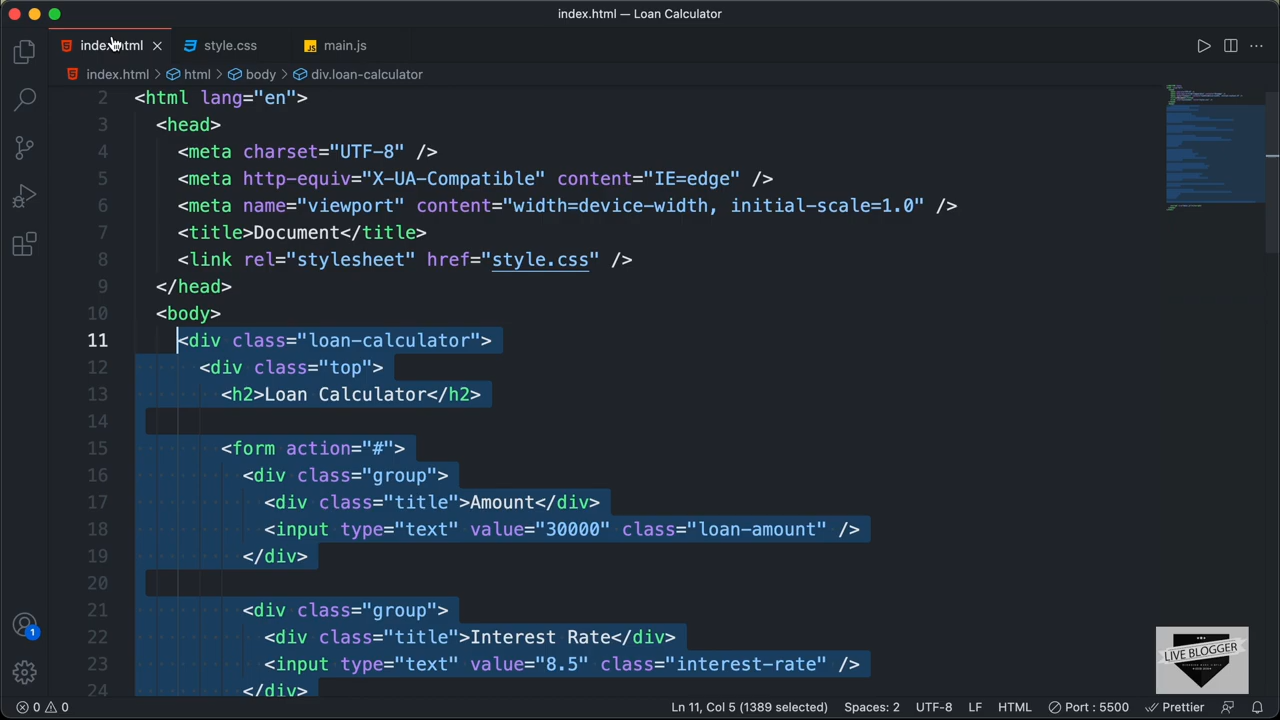 index.html — Loan Calculator
index.html style.css main.js
index.html > html > body > div.loan-calculator
2 <html lang="en">
3 <head>
4 <meta charset="UTF-8" />
5 <meta http-equiv="X-UA-Compatible" content="IE=edge" />
6 <meta name="viewport" content="width=device-width, initial-scale=1.0" />
7 <title>Document</title>
8 <link rel="stylesheet" href="style.css" />
9 </head>
10 <body>
11 <div class="loan-calculator">
12 <div class="top">
13 <h2>Loan Calculator</h2>
14
15 <form action="#">
16 <div class="group">
17 <div class="title">Amount</div>
18 <input type="text" value="30000" class="loan-amount" />
19 </div>
20
21 <div class="group">
22 <div class="title">Interest Rate</div>
23 <input type="text" value="8.5" class="interest-rate" />
24 </div>
1
LIVE BLOGGER
0 0 Ln 11, Col 5 (1389 selected) Spaces: 2 UTF-8 LF HTML Port : 5500 Prettier